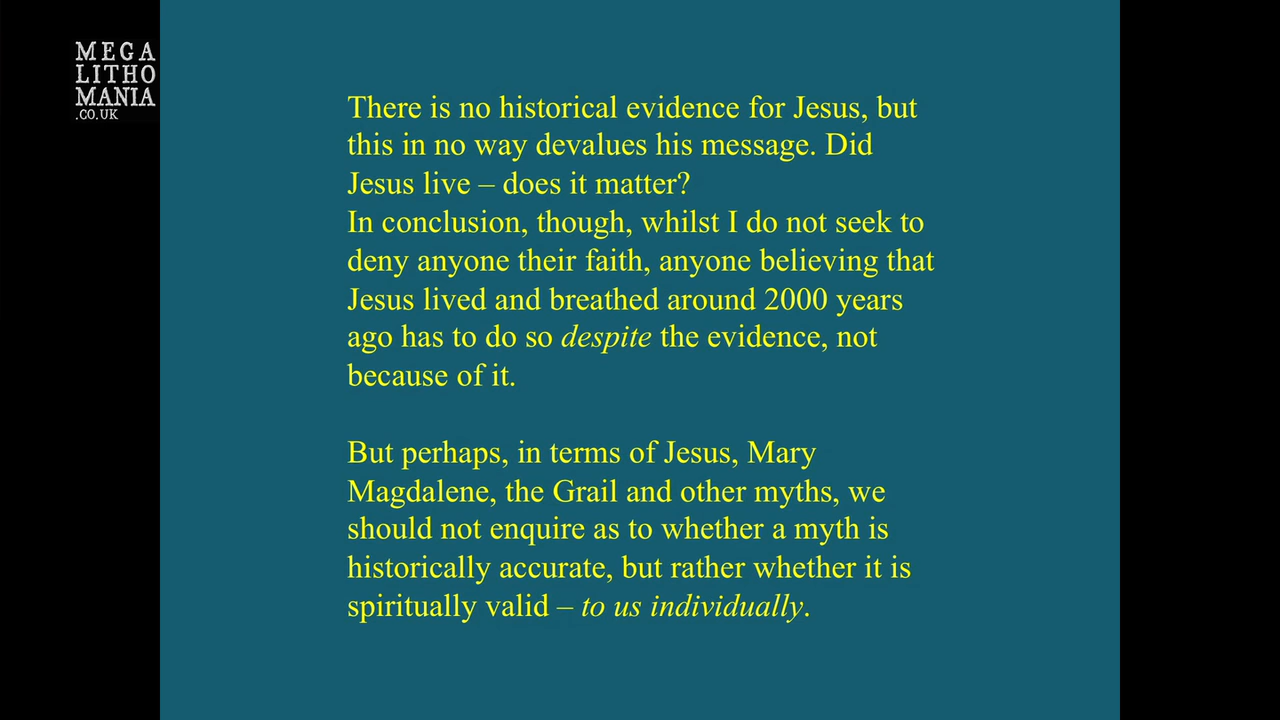 MEGA
LITHO
MANIA
.CO.UK
There is no historical evidence for Jesus, but
this in no way devalues his message. Did
Jesus live – does it matter?
In conclusion, though, whilst I do not seek to
deny anyone their faith, anyone believing that
Jesus lived and breathed around 2000 years
ago has to do so despite the evidence, not
because of it.
But perhaps, in terms of Jesus, Mary
Magdalene, the Grail and other myths, we
should not enquire as to whether a myth is
historically accurate, but rather whether it is
spiritually valid – to us individually.